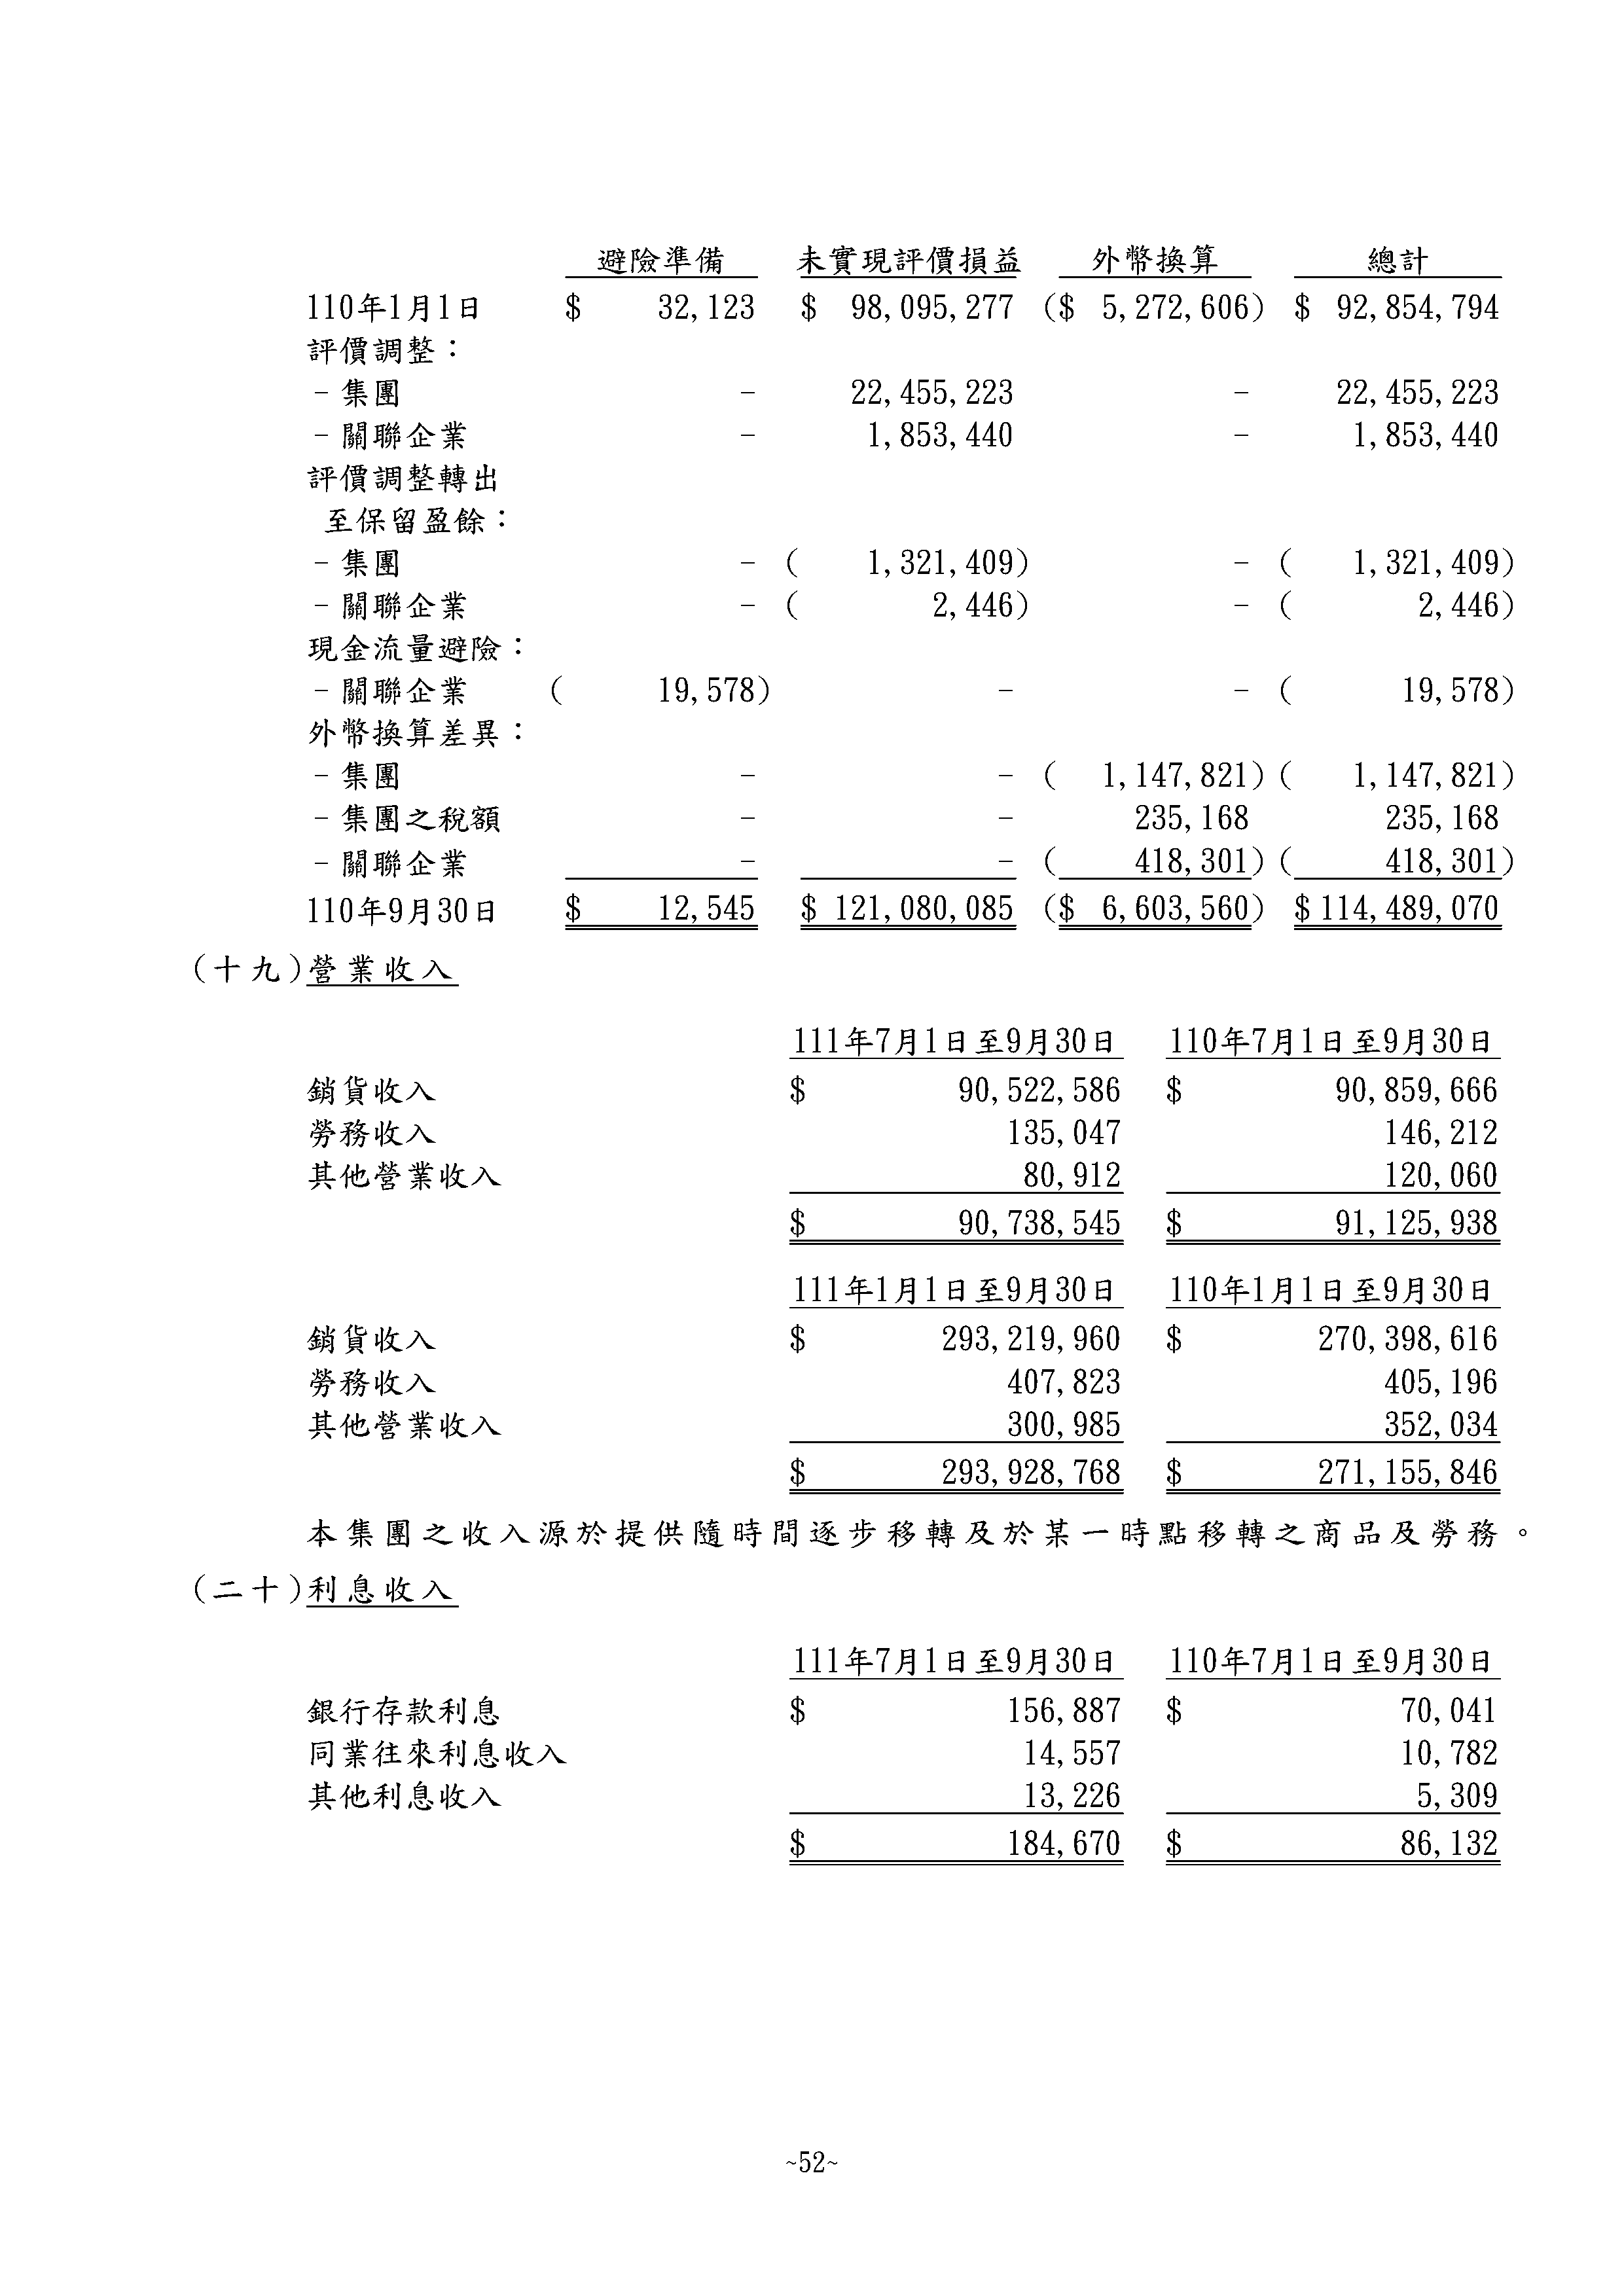 避險準備 未實現評價損益 外幣換算 總計
110年1月1日 $ 32,123 $ 98,095,277 ($ 5,272,606) $ 92,854,794
評價調整：
－集團 － 22,455,223 － 22,455,223
－關聯企業 － 1,853,440 － 1,853,440
評價調整轉出
至保留盈餘：
－集團 － ( 1,321,409) － ( 1,321,409)
－關聯企業 － ( 2,446) － ( 2,446)
現金流量避險：
－關聯企業 ( 19,578) － － ( 19,578)
外幣換算差異：
－集團 － － ( 1,147,821) ( 1,147,821)
－集團之稅額 － － 235,168 235,168
－關聯企業 － － ( 418,301) ( 418,301)
110年9月30日 $ 12,545 $ 121,080,085 ($ 6,603,560) $ 114,489,070
(十九)營業收入
111年7月1日至9月30日 110年7月1日至9月30日
銷貨收入 $ 90,522,586 $ 90,859,666
勞務收入 135,047 146,212
其他營業收入 80,912 120,060
$ 90,738,545 $ 91,125,938
111年1月1日至9月30日 110年1月1日至9月30日
銷貨收入 $ 293,219,960 $ 270,398,616
勞務收入 407,823 405,196
其他營業收入 300,985 352,034
$ 293,928,768 $ 271,155,846
本集團之收入源於提供隨時間逐步移轉及於某一時點移轉之商品及勞務。
(二十)利息收入
111年7月1日至9月30日 110年7月1日至9月30日
銀行存款利息 $ 156,887 $ 70,041
同業往來利息收入 14,557 10,782
其他利息收入 13,226 5,309
$ 184,670 $ 86,132
~52~